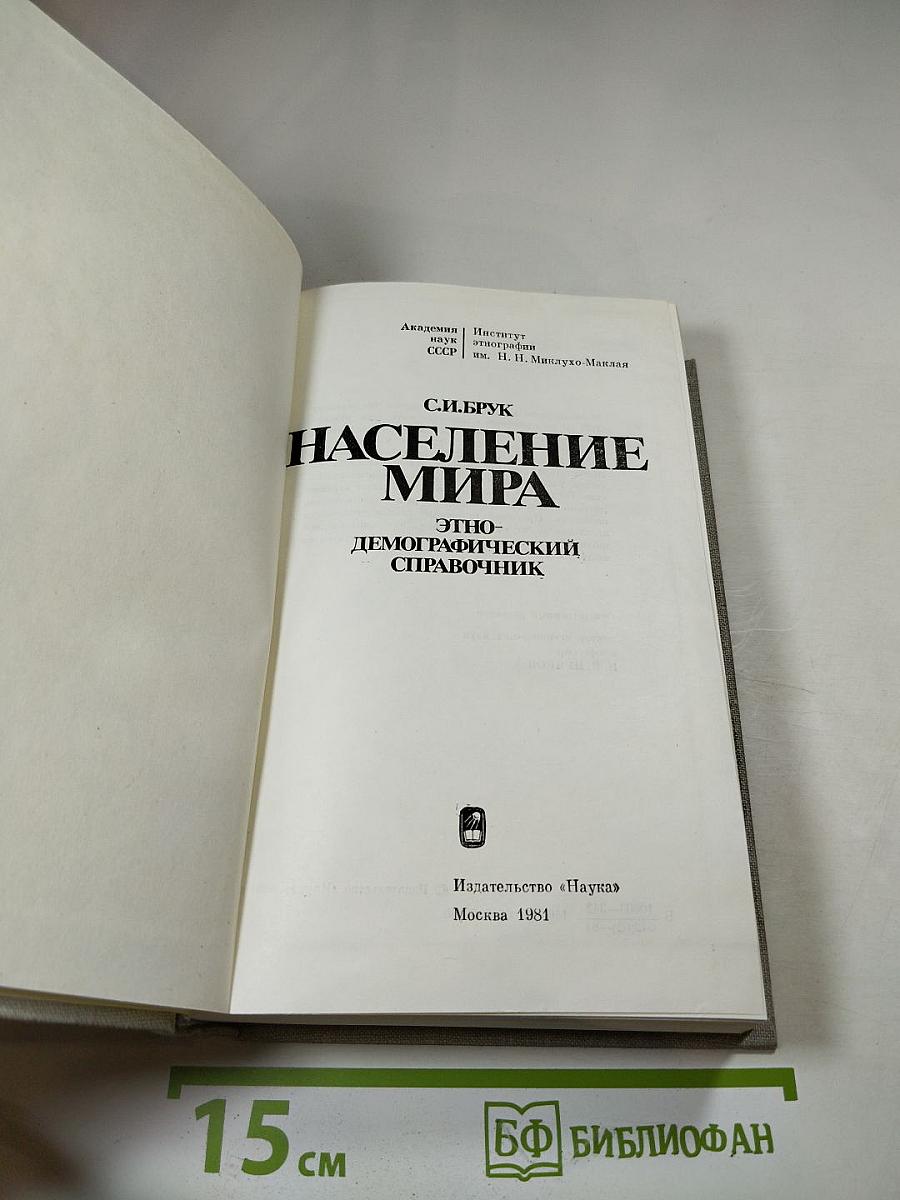 Академия
наук
СССР
Институт
этнографии
им. Н. Н. Миклухо-Маклая
С.И.БРУК
НАСЕЛЕНИЕ
МИРА
ЭТНО-
ДЕМОГРАФИЧЕСКИЙ
СПРАВОЧНИК
Издательство «Наука»
Москва 1981
15 см
БФ БИБЛИОФАН